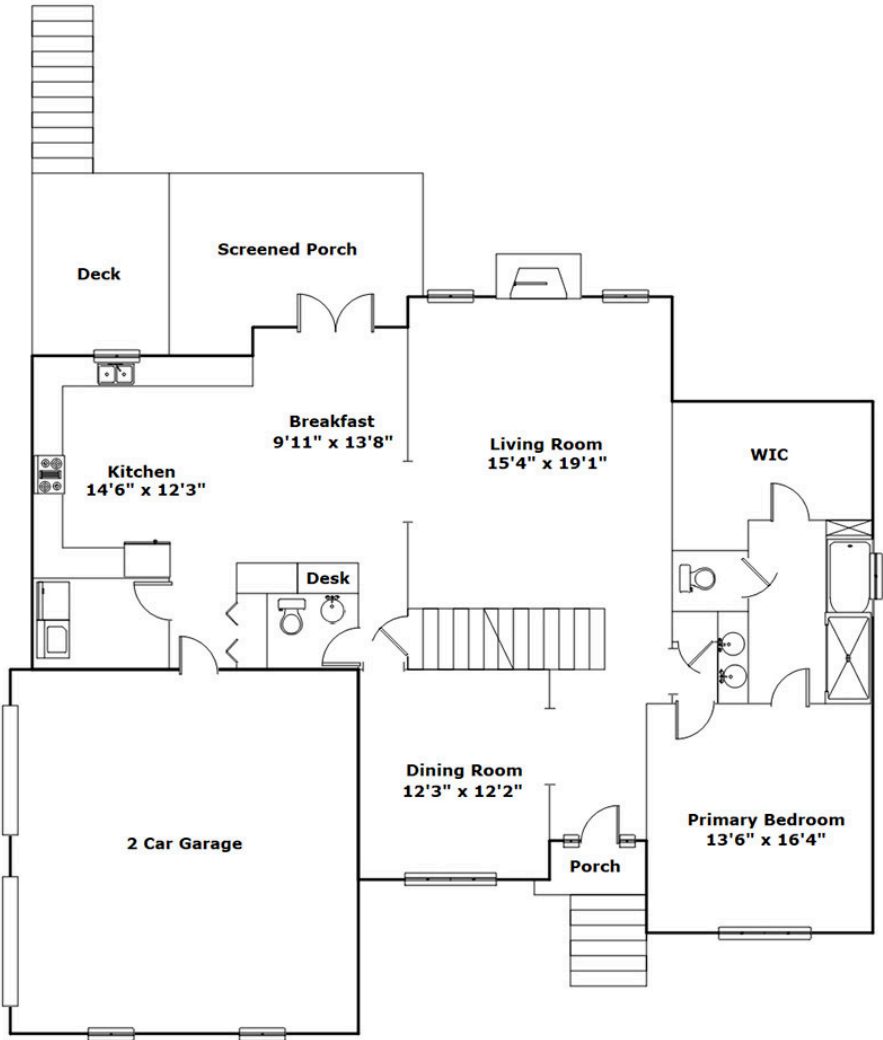 Screened Porch
Deck
Breakfast
9'11" x 13'8"
Living Room
15'4" x 19'1"
WIC
Kitchen
14'6" x 12'3"
Desk
Dining Room
12'3" x 12'2"
Primary Bedroom
13'6" x 16'4"
2 Car Garage
Porch